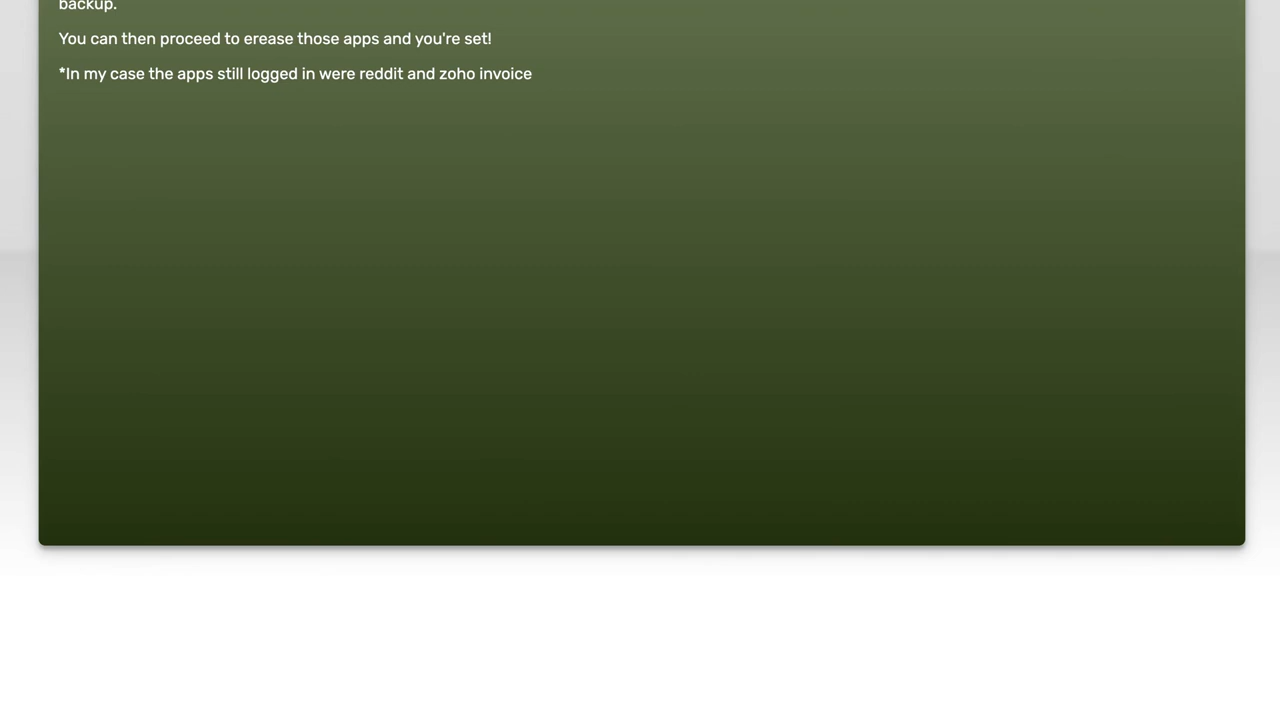 backup.
You can then proceed to erease those apps and you're set!
*In my case the apps still logged in were reddit and zoho invoice